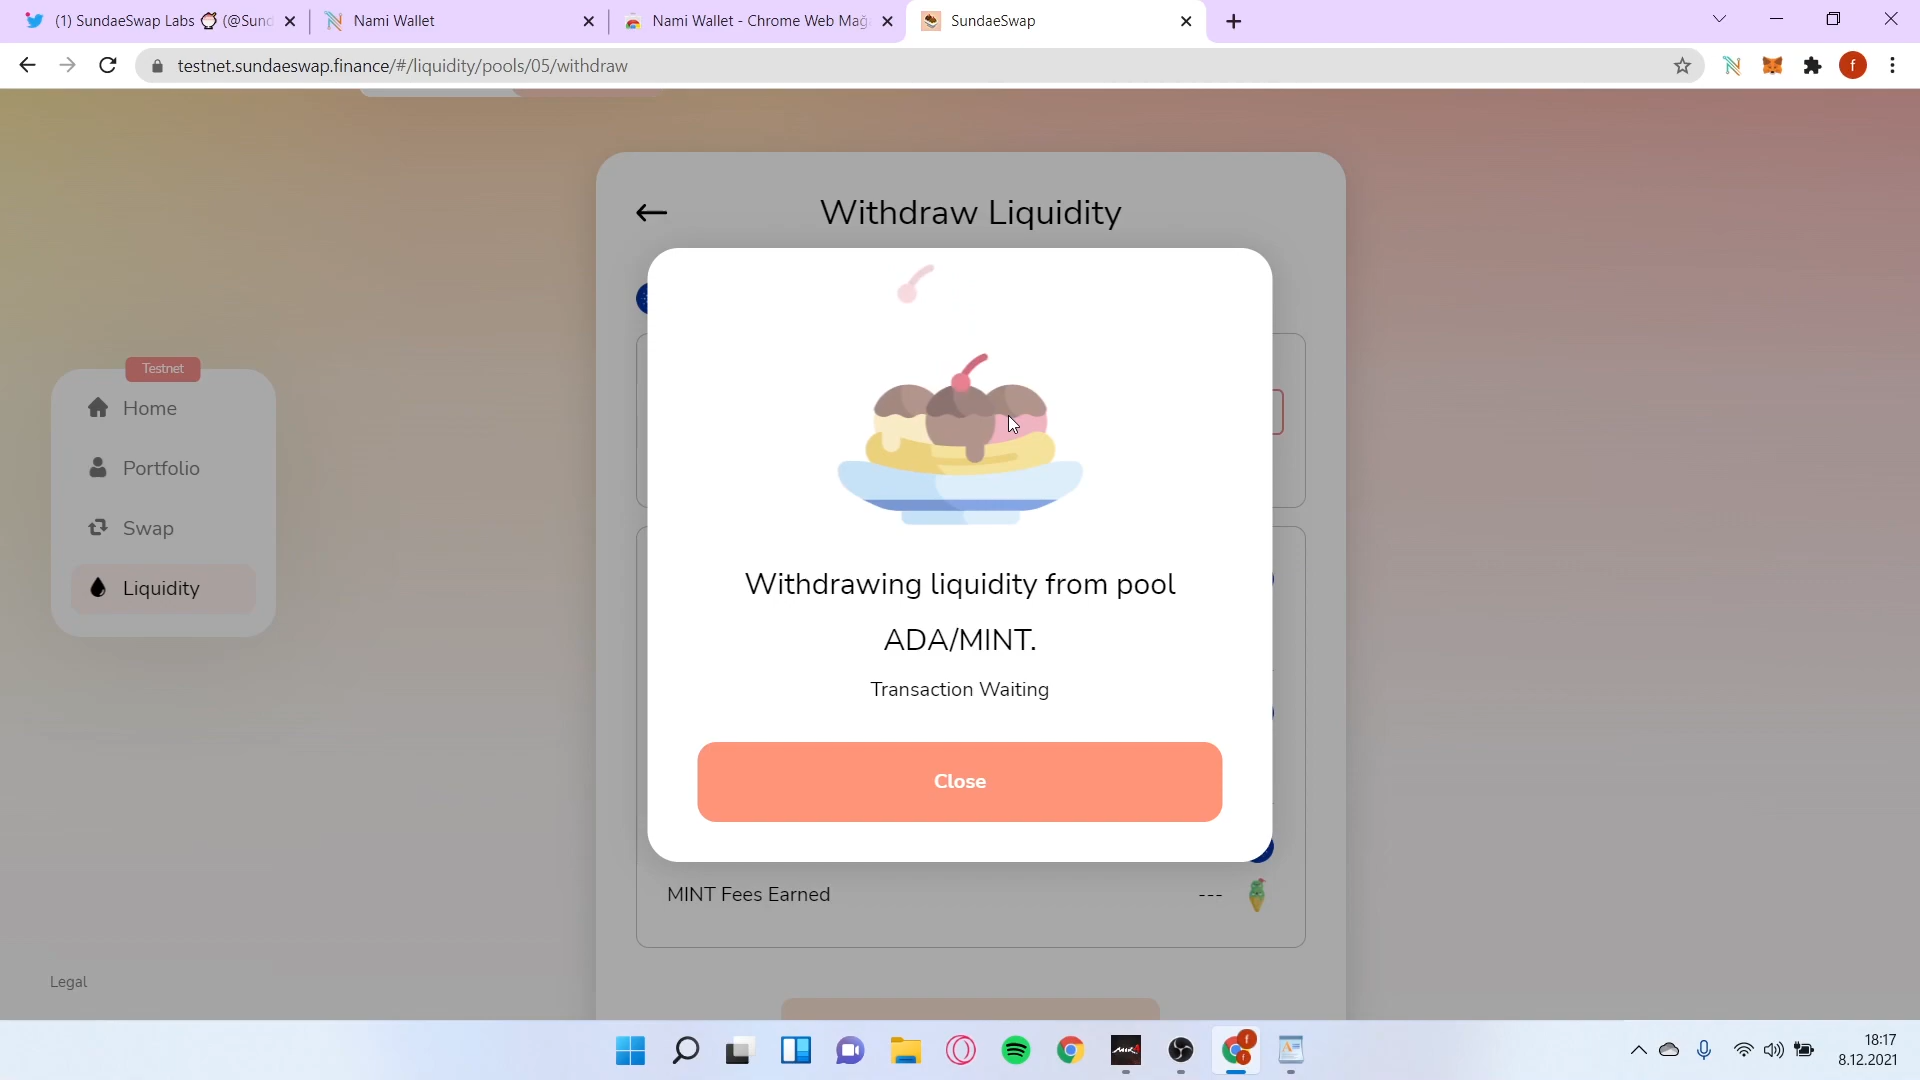 (1) SundaeSwap Labs 🍨 (@Sund
Nami Wallet
Nami Wallet - Chrome Web Mağ
SundaeSwap
testnet.sundaeswap.finance/#/liquidity/pools/05/withdraw
f
Withdraw Liquidity
Testnet
Home
Portfolio
Swap
Liquidity
Withdrawing liquidity from pool
ADA/MINT.
Transaction Waiting
Close
MINT Fees Earned
---
Legal
18:17
8.12.2021